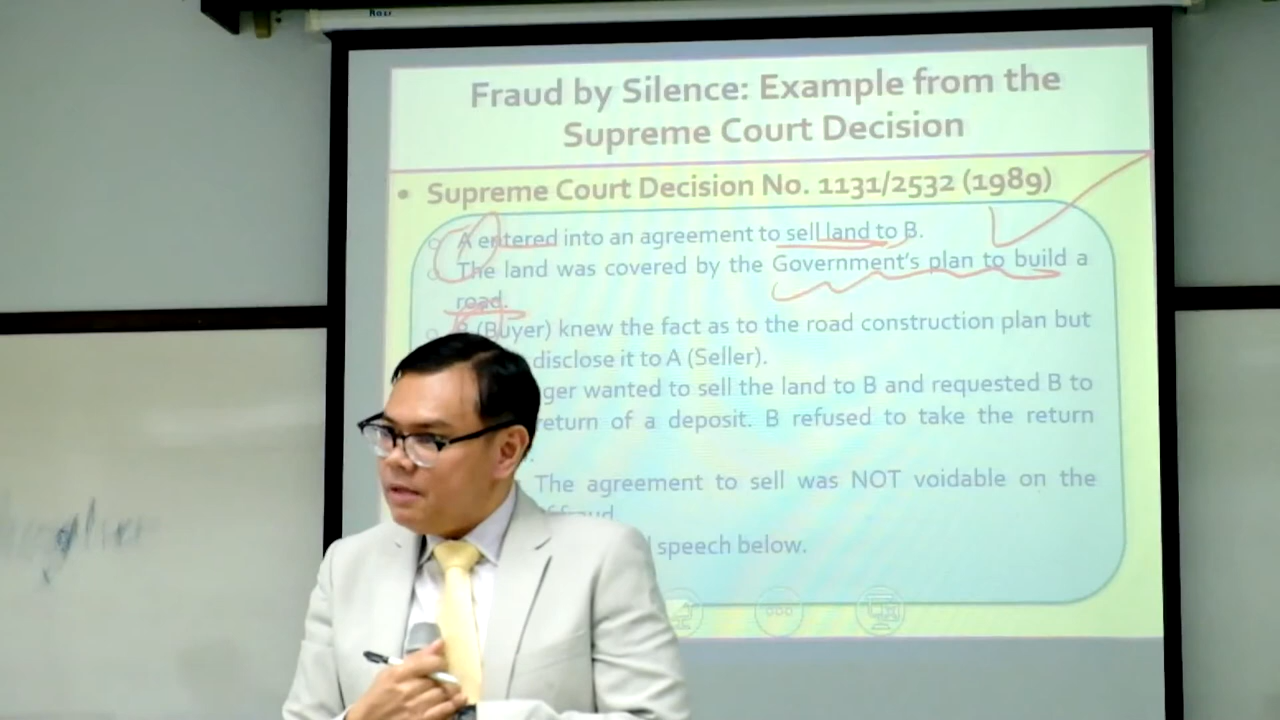 Fraud by Silence: Example from the
Supreme Court Decision
• Supreme Court Decision No. 1131/2532 (1989)
A entered into an agreement to sell land to B.
The land was covered by the Government's plan to build a
road.
(Buyer) knew the fact as to the road construction plan but
disclose it to A (Seller).
wanted to sell the land to B and requested B to
return of a deposit. B refused to take the return
The agreement to sell was NOT voidable on the
fraud
speech below.